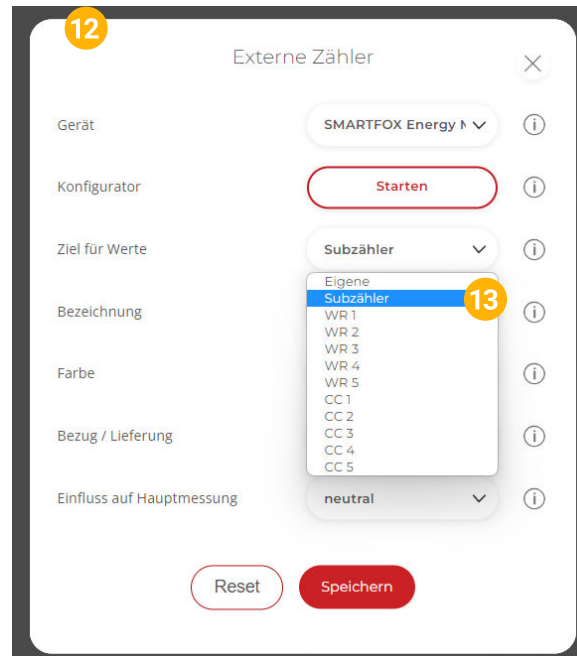 12
Externe Zähler
Gerät
SMARTFOX Energy
Konfigurator
Starten
Ziel für Werte
Subzähler
Eigene
Subzähler
13
Bezeichnung
WR 1
WR 2
WR 3
Farbe
WR 4
WR 5
CC 1
CC 2
Bezug / Lieferung
CC 3
CC 4
CC 5
Einfluss auf Hauptmessung
neutral
Reset
Speichern